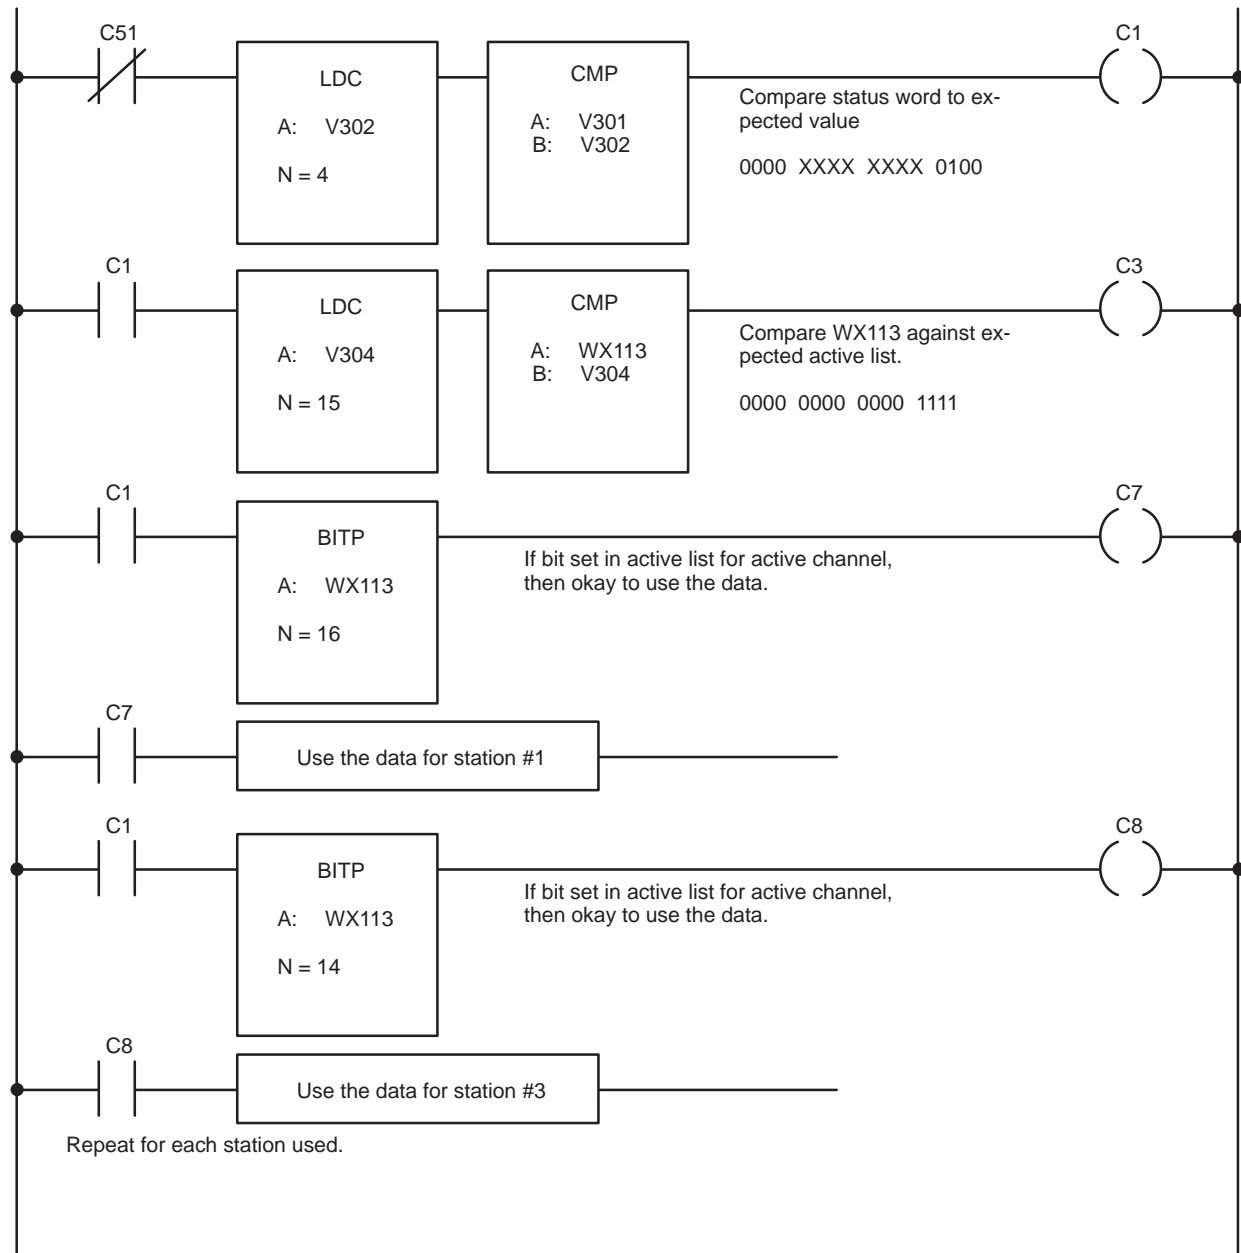 C51
C1
LDC
A: V302
N = 4
CMP
A: V301
B: V302
Compare status word to ex-
pected value
0000 XXXX XXXX 0100
C1
C3
LDC
A: V304
N = 15
CMP
A: WX113
B: V304
Compare WX113 against ex-
pected active list.
0000 0000 0000 1111
C1
C7
BITP
A: WX113
N = 16
If bit set in active list for active channel,
then okay to use the data.
C7
Use the data for station #1
C1
C8
BITP
A: WX113
N = 14
If bit set in active list for active channel,
then okay to use the data.
C8
Use the data for station #3
Repeat for each station used.